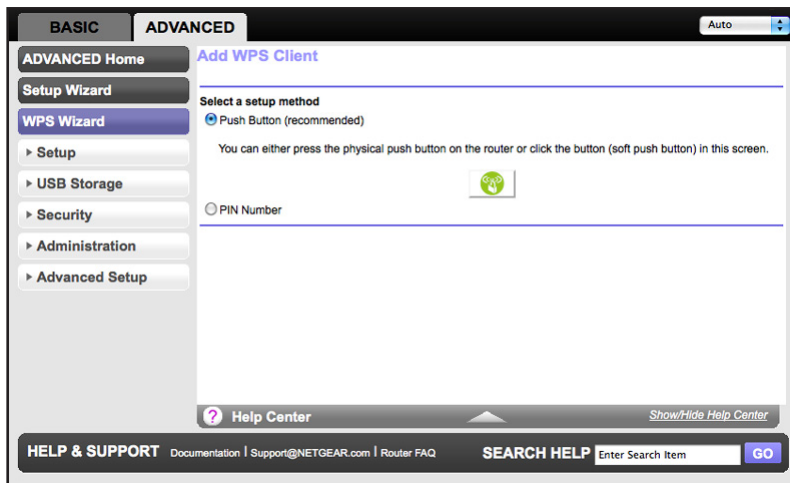 BASIC
ADVANCED
Auto
ADVANCED Home
Setup Wizard
WPS Wizard
Setup
USB Storage
Security
Administration
Advanced Setup
Add WPS Client
Select a setup method
Push Button (recommended)
You can either press the physical push button on the router or click the button (soft push button) in this screen.
PIN Number
? Help Center
Show/Hide Help Center
HELP & SUPPORT Documentation | Support@NETGEAR.com | Router FAQ
SEARCH HELP Enter Search Item GO